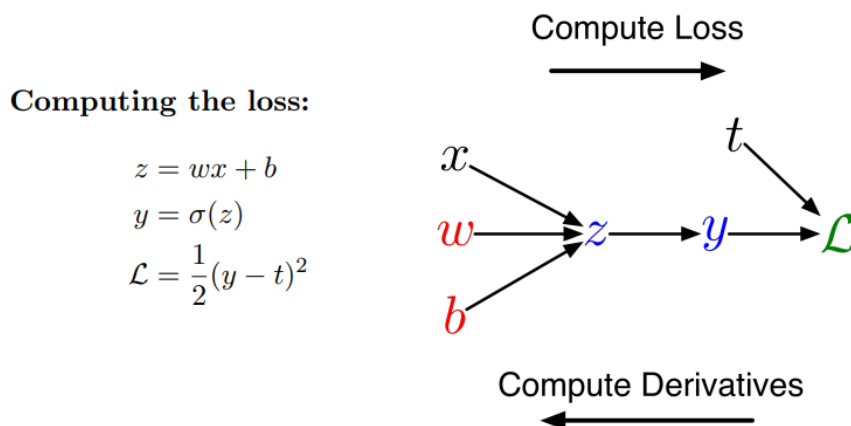 Compute Loss
Computing the loss:
z = wx + b
y = σ(z)
ℒ = 1/2 (y − t)²
x
t
w
z
y
ℒ
b
Compute Derivatives